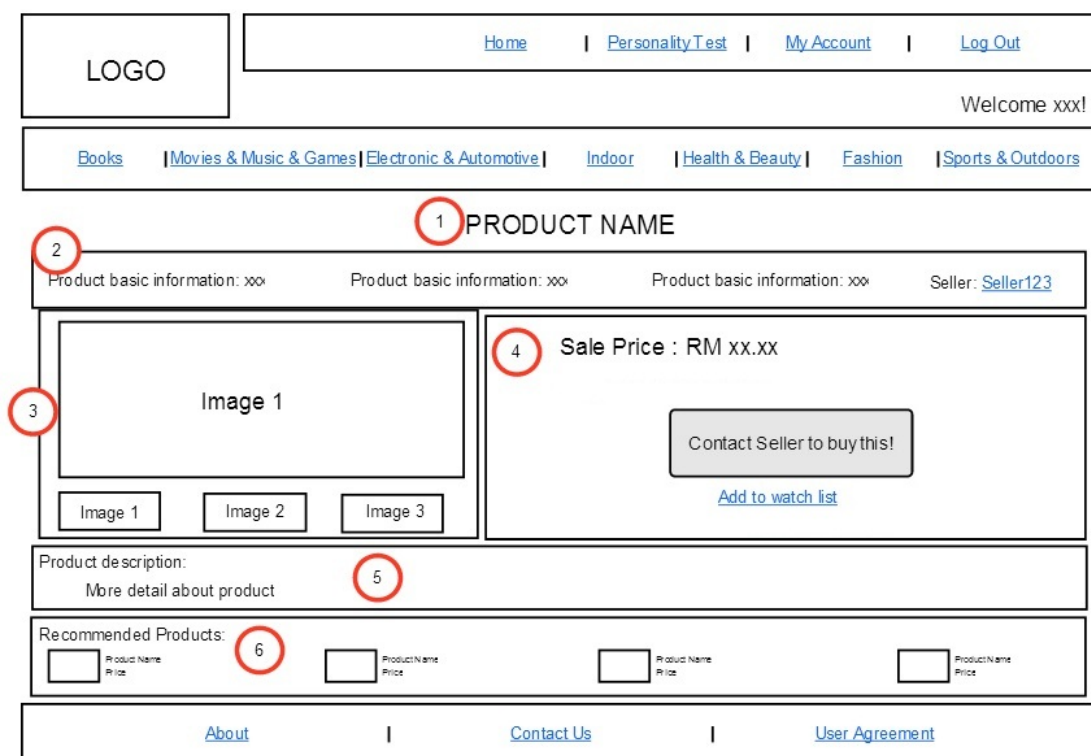 LOGO
Home | Personality Test | My Account | Log Out
Welcome xxx!
Books | Movies & Music & Games | Electronic & Automotive | Indoor | Health & Beauty | Fashion | Sports & Outdoors
1 PRODUCT NAME
2
Product basic information: xxx Product basic information: xxx Product basic information: xxx Seller: Seller123
3
Image 1
Image 1 Image 2 Image 3
4 Sale Price : RM xx.xx
Contact Seller to buy this!
Add to watch list
Product description:
5
More detail about product
Recommended Products:
6
Product Name Product Name Product Name Product Name
Price Price Price Price
About | Contact Us | User Agreement